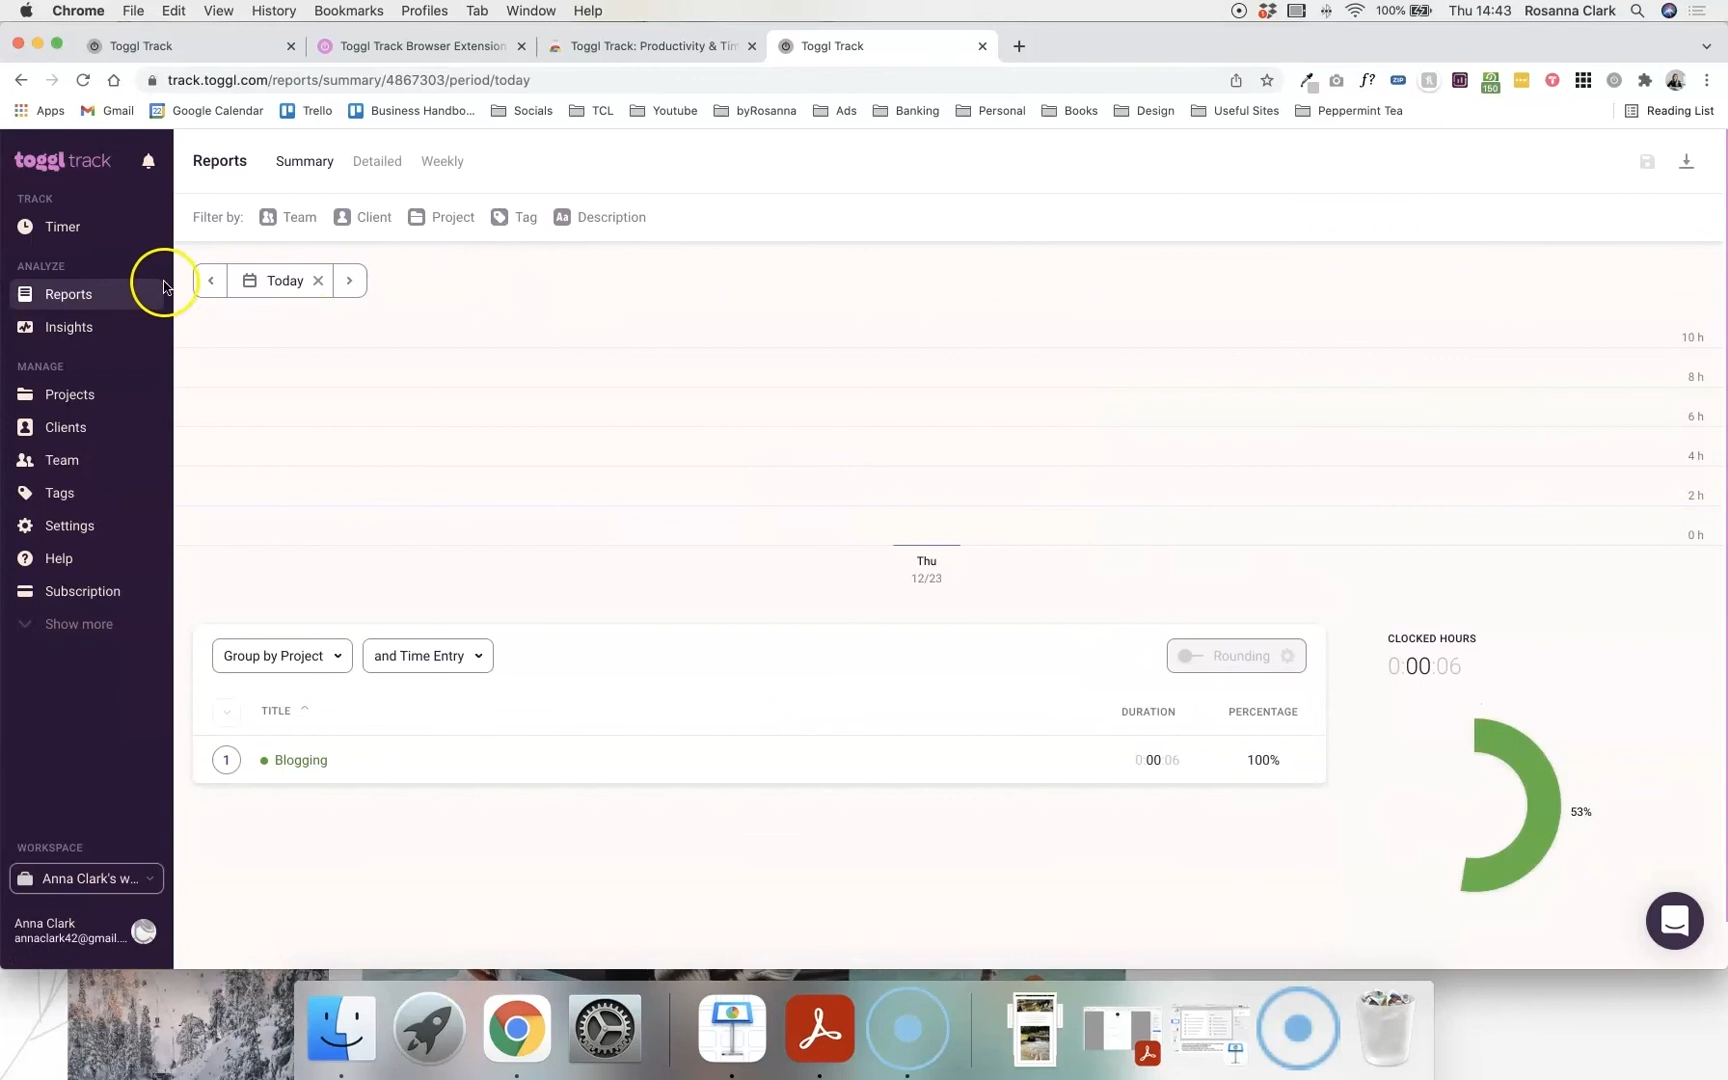 Chrome File Edit View History Bookmarks Profiles Tab Window Help 100% Thu 14:43 Rosanna Clark
Toggl Track Toggl Track Browser Extension Toggl Track: Productivity & Tim Toggl Track
track.toggl.com/reports/summary/4867303/period/today f? ZIP 150 T
Apps Gmail 22 Google Calendar Trello Business Handbo... Socials TCL Youtube byRosanna Ads Banking Personal Books Design Useful Sites Peppermint Tea Reading List
toggl track
TRACK
Timer
ANALYZE
Reports
Insights
MANAGE
Projects
Clients
Team
Tags
Settings
Help
Subscription
Show more
WORKSPACE
Anna Clark's w...
Anna Clark
annaclark42@gmail....
Reports Summary Detailed Weekly
Filter by: Team Client Project Tag Aa Description
Today
10 h
8 h
6 h
4 h
2 h
0 h
Thu
12/23
Group by Project and Time Entry Rounding
TITLE DURATION PERCENTAGE
1 Blogging 0:00:06 100%
CLOCKED HOURS
0:00:06
53%